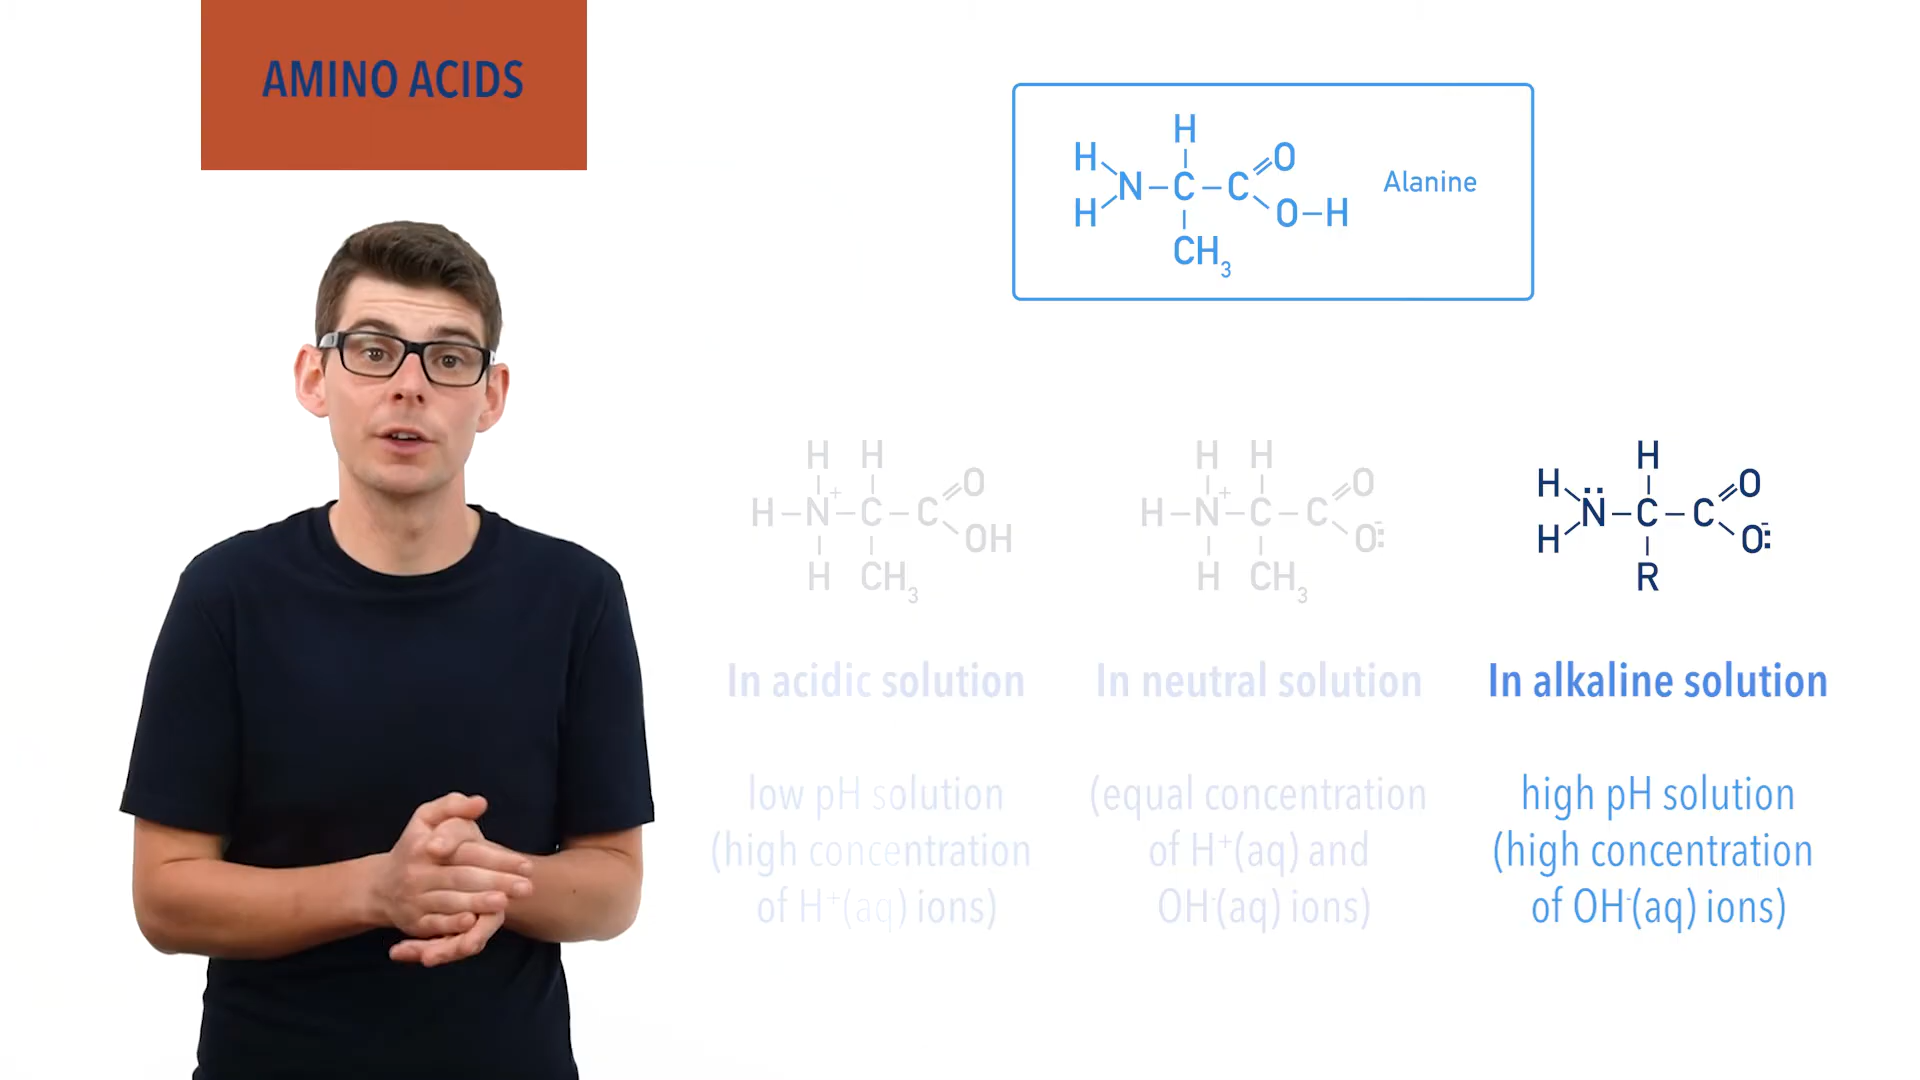 AMINO ACIDS
H
H
O
N
C
C
H
O
H
Alanine
CH₃
H H
O
H N⁺ C C
OH
H CH₃
H H
O
H N⁺ C C
O⁻:
H CH₃
H
H
O
N̈
C
C
H
O⁻:
R
In acidic solution
In neutral solution
In alkaline solution
low pH solution
(high concentration
of H⁺(aq) ions)
(equal concentration
of H⁺(aq) and
OH⁻(aq) ions)
high pH solution
(high concentration
of OH⁻(aq) ions)